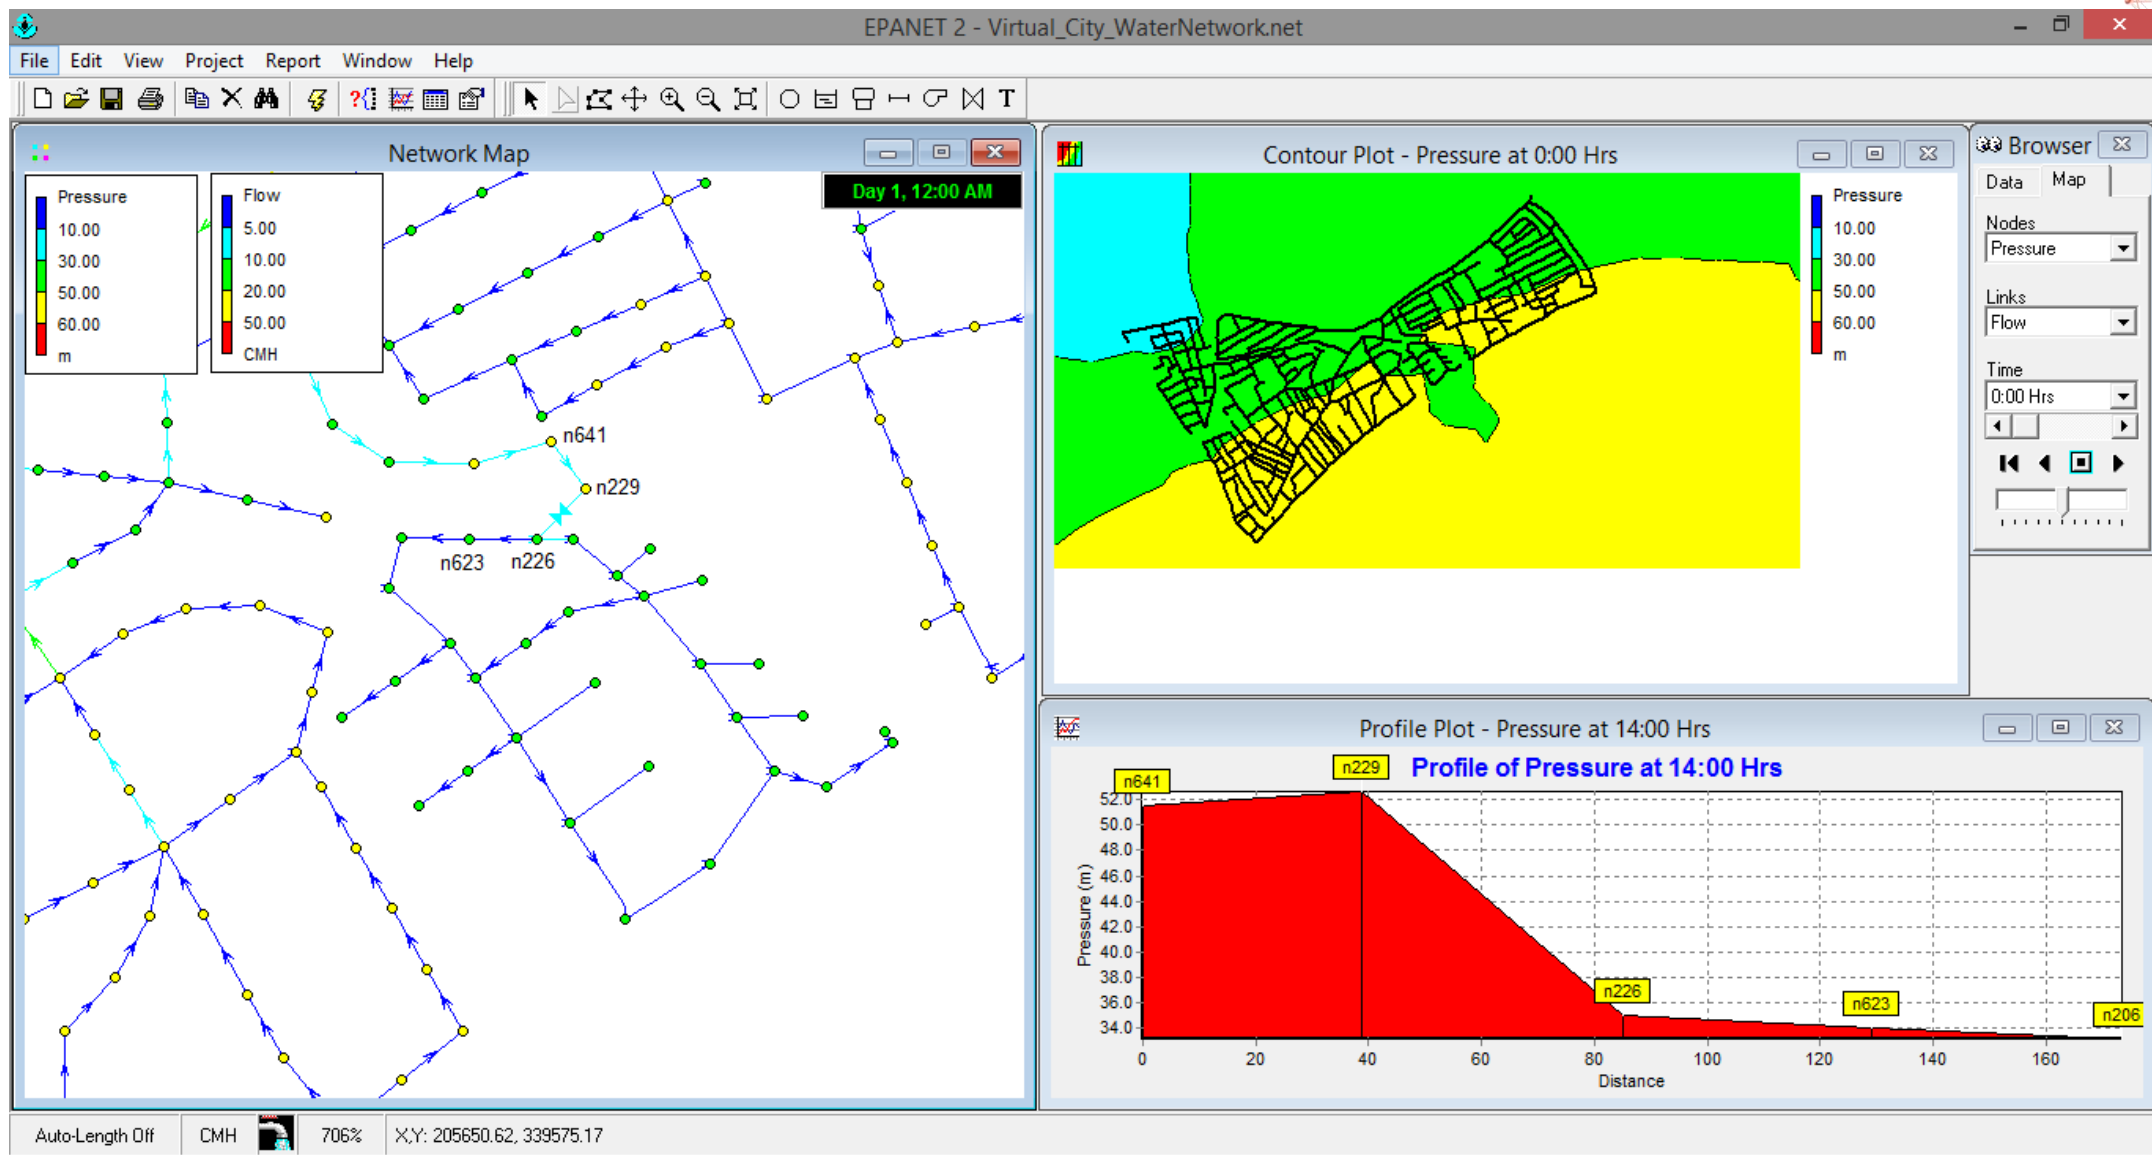 EPANET 2 - Virtual_City_WaterNetwork.net
File Edit View Project Report Window Help
T
Network Map
Pressure
10.00
30.00
50.00
60.00
m
Flow
5.00
10.00
20.00
50.00
CMH
Day 1, 12:00 AM
n641
n229
n623
n226
Contour Plot - Pressure at 0:00 Hrs
Pressure
10.00
30.00
50.00
60.00
m
Browser
Data Map
Nodes
Pressure
Links
Flow
Time
0:00 Hrs
Profile Plot - Pressure at 14:00 Hrs
Profile of Pressure at 14:00 Hrs
n641
n229
n226
n623
n206
Pressure (m)
52.0
50.0
48.0
46.0
44.0
42.0
40.0
38.0
36.0
34.0
0 20 40 60 80 100 120 140 160
Distance
Auto-Length Off CMH 706% X,Y: 205650.62, 339575.17